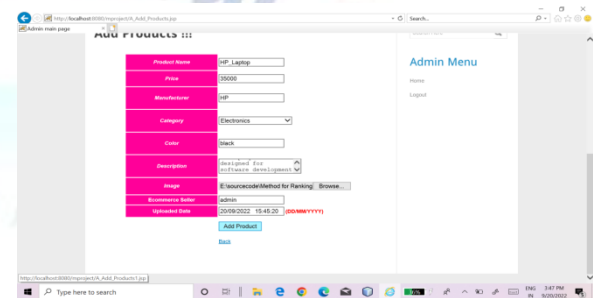 http://localhost:8080/mproject/A_Add_Products.jsp
Search...
Admin main page
Add Products !!!
Product Name HP_Laptop
Price 35000
Manufacturer HP
Category Electronics
Color black
Description designed for
software development
Image E:\sourcecode\Method for Ranking Browse...
Ecommerce Seller admin
Uploaded Date 20/09/2022 15:45:20 (DD/MM/YYYY)
Add Product
Back
Admin Menu
Home
Logout
http://localhost:8080/mproject/A_Add_Products1.jsp
Type here to search
ENG 3:47 PM
IN 9/20/2022